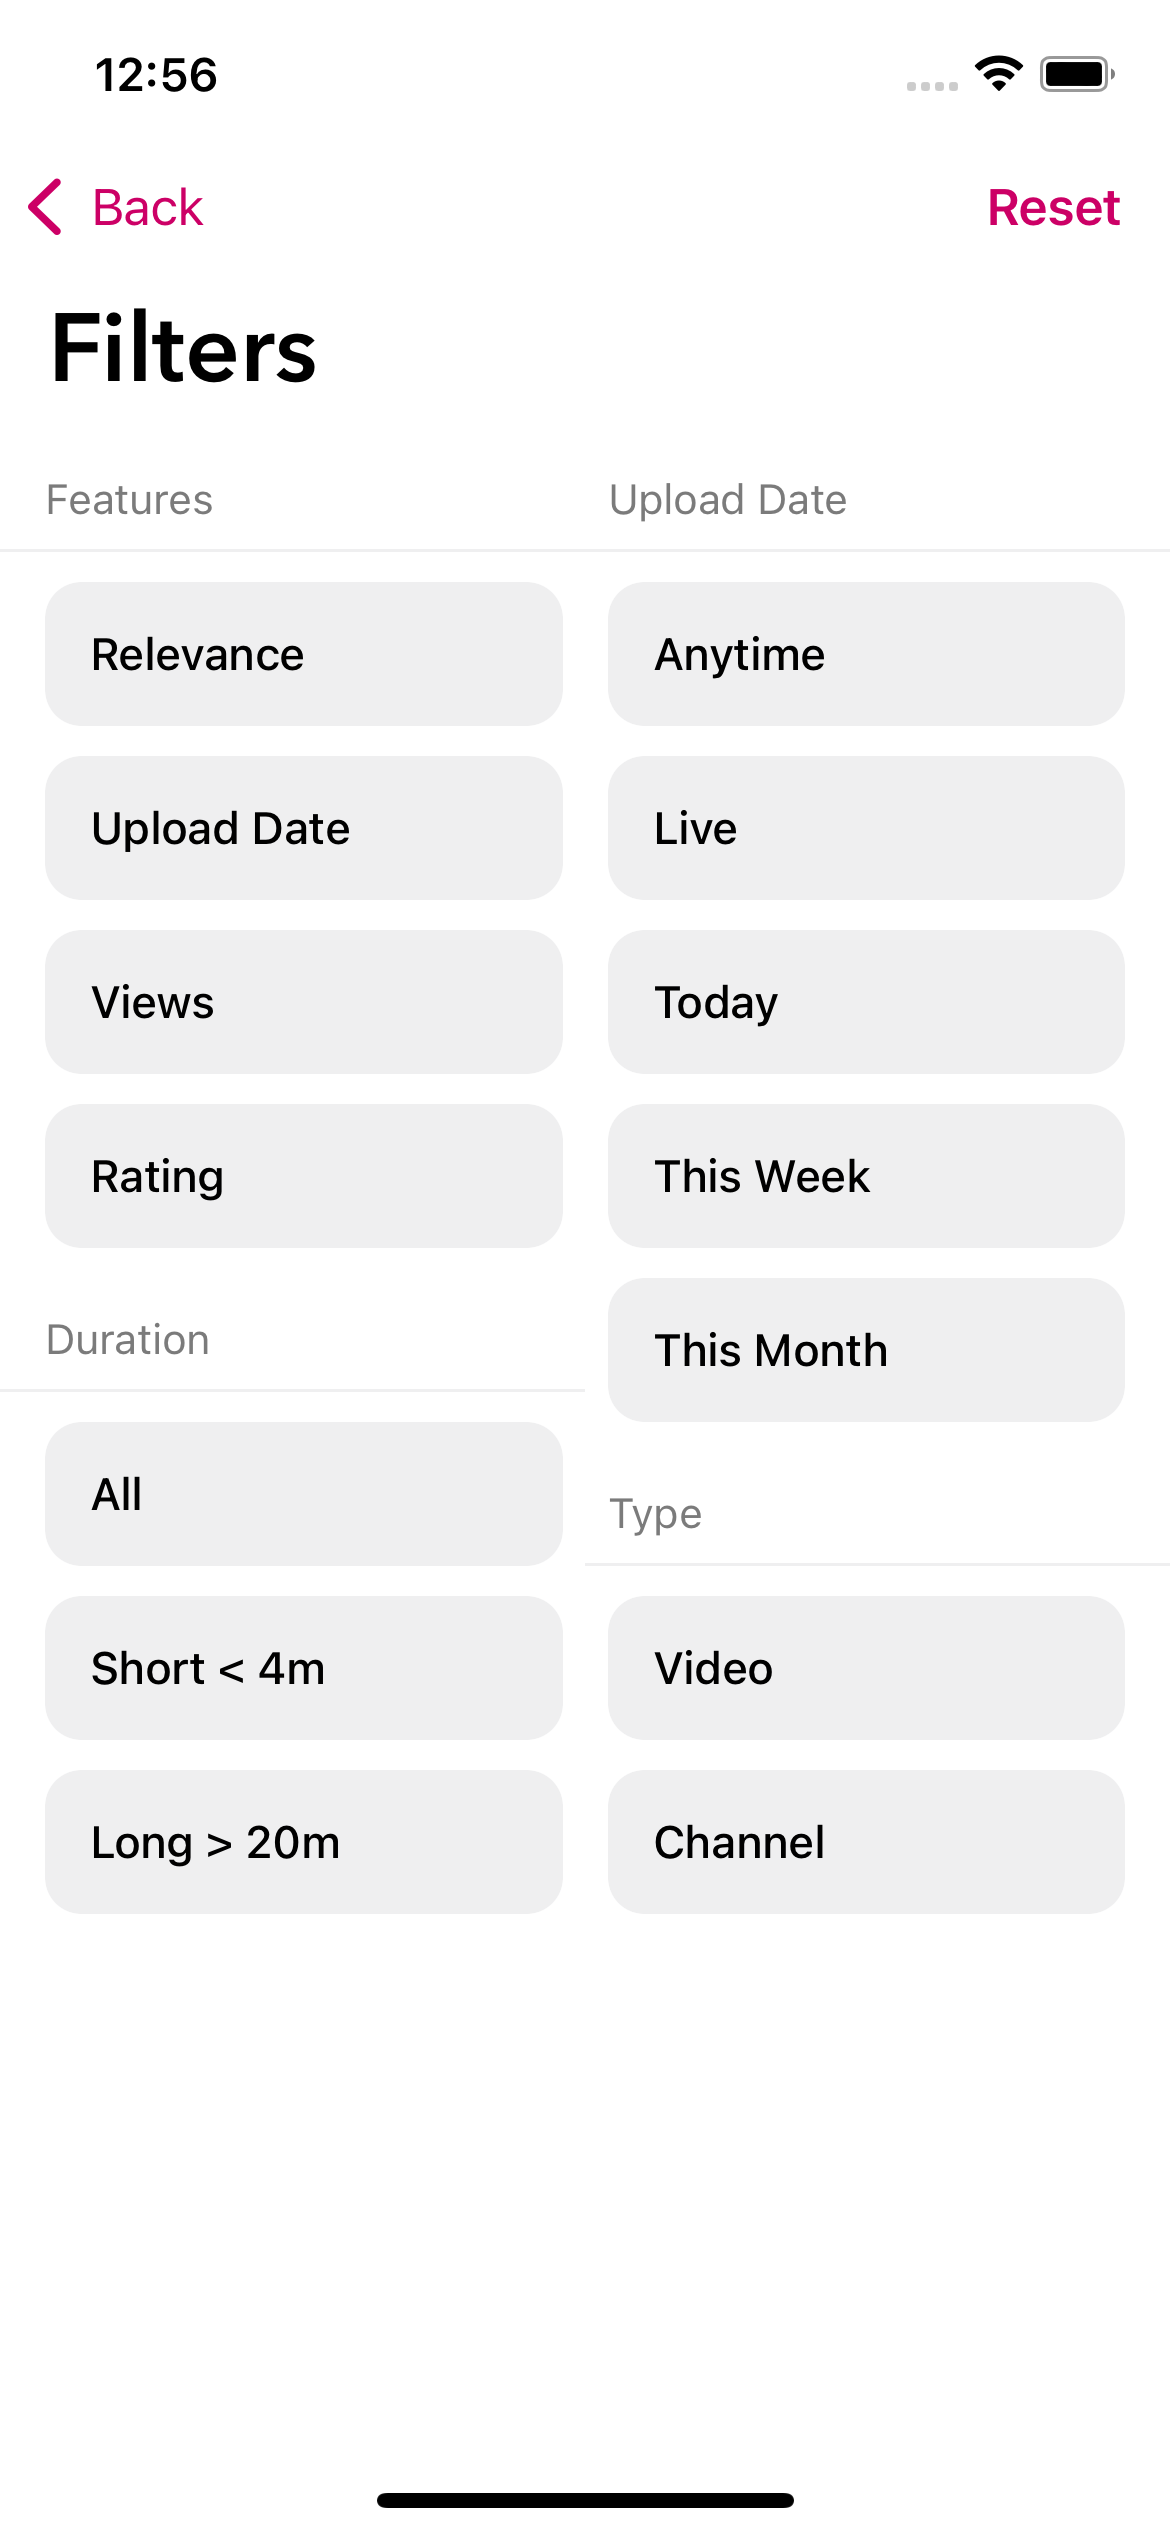 12:56
Back
Reset
Filters
Features
Relevance
Upload Date
Views
Rating
Duration
All
Short < 4m
Long > 20m
Upload Date
Anytime
Live
Today
This Week
This Month
Type
Video
Channel